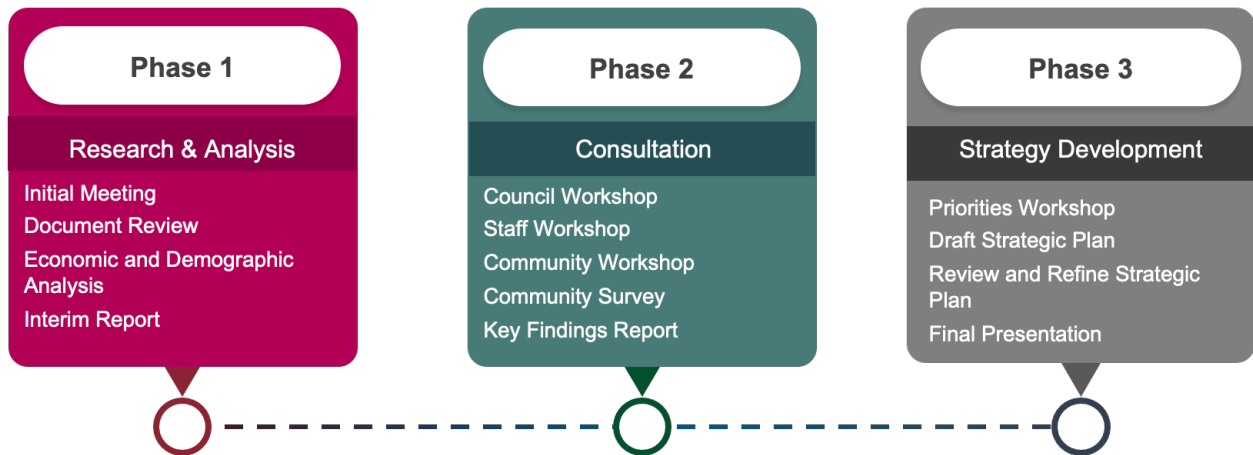 Phase 1
Research & Analysis
Initial Meeting
Document Review
Economic and Demographic
Analysis
Interim Report
Phase 2
Consultation
Council Workshop
Staff Workshop
Community Workshop
Community Survey
Key Findings Report
Phase 3
Strategy Development
Priorities Workshop
Draft Strategic Plan
Review and Refine Strategic
Plan
Final Presentation